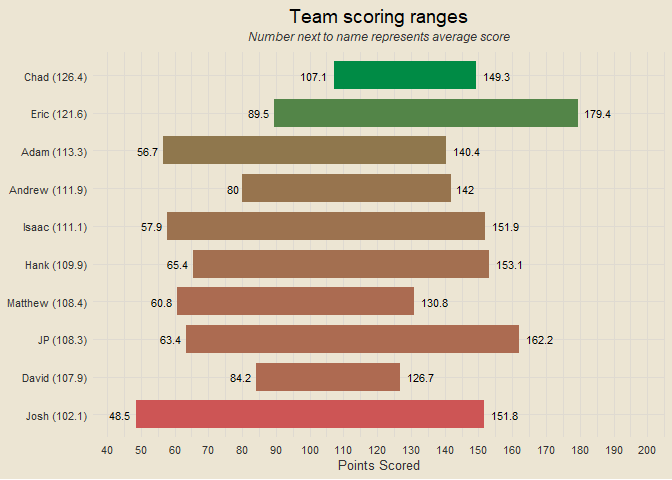 Team scoring ranges
Number next to name represents average score
Chad (126.4) 107.1 149.3
Eric (121.6) 89.5 179.4
Adam (113.3) 56.7 140.4
Andrew (111.9) 80 142
Isaac (111.1) 57.9 151.9
Hank (109.9) 65.4 153.1
Matthew (108.4) 60.8 130.8
JP (108.3) 63.4 162.2
David (107.9) 84.2 126.7
Josh (102.1) 48.5 151.8
40 50 60 70 80 90 100 110 120 130 140 150 160 170 180 190 200
Points Scored